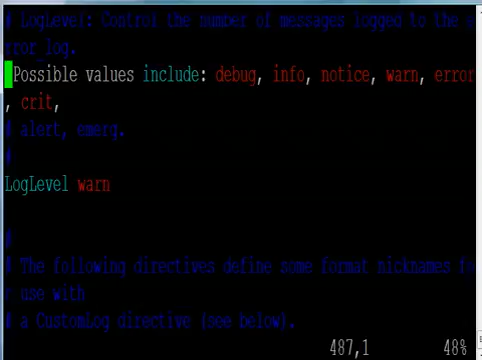 # LogLevel: Control the number of messages logged to the e
rror_log.
Possible values include: debug, info, notice, warn, error
, crit,
# alert, emerg.
#
LogLevel warn
#
# The following directives define some format nicknames fo
r use with
# a CustomLog directive (see below).
487,1 48%